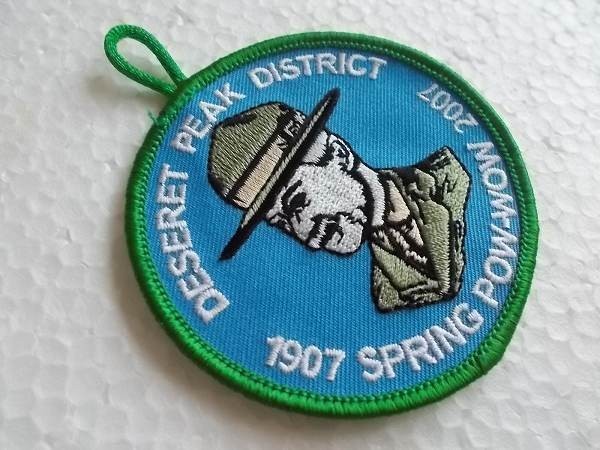 DESERET PEAK DISTRICT
1907 SPRING POW-WOW 2007